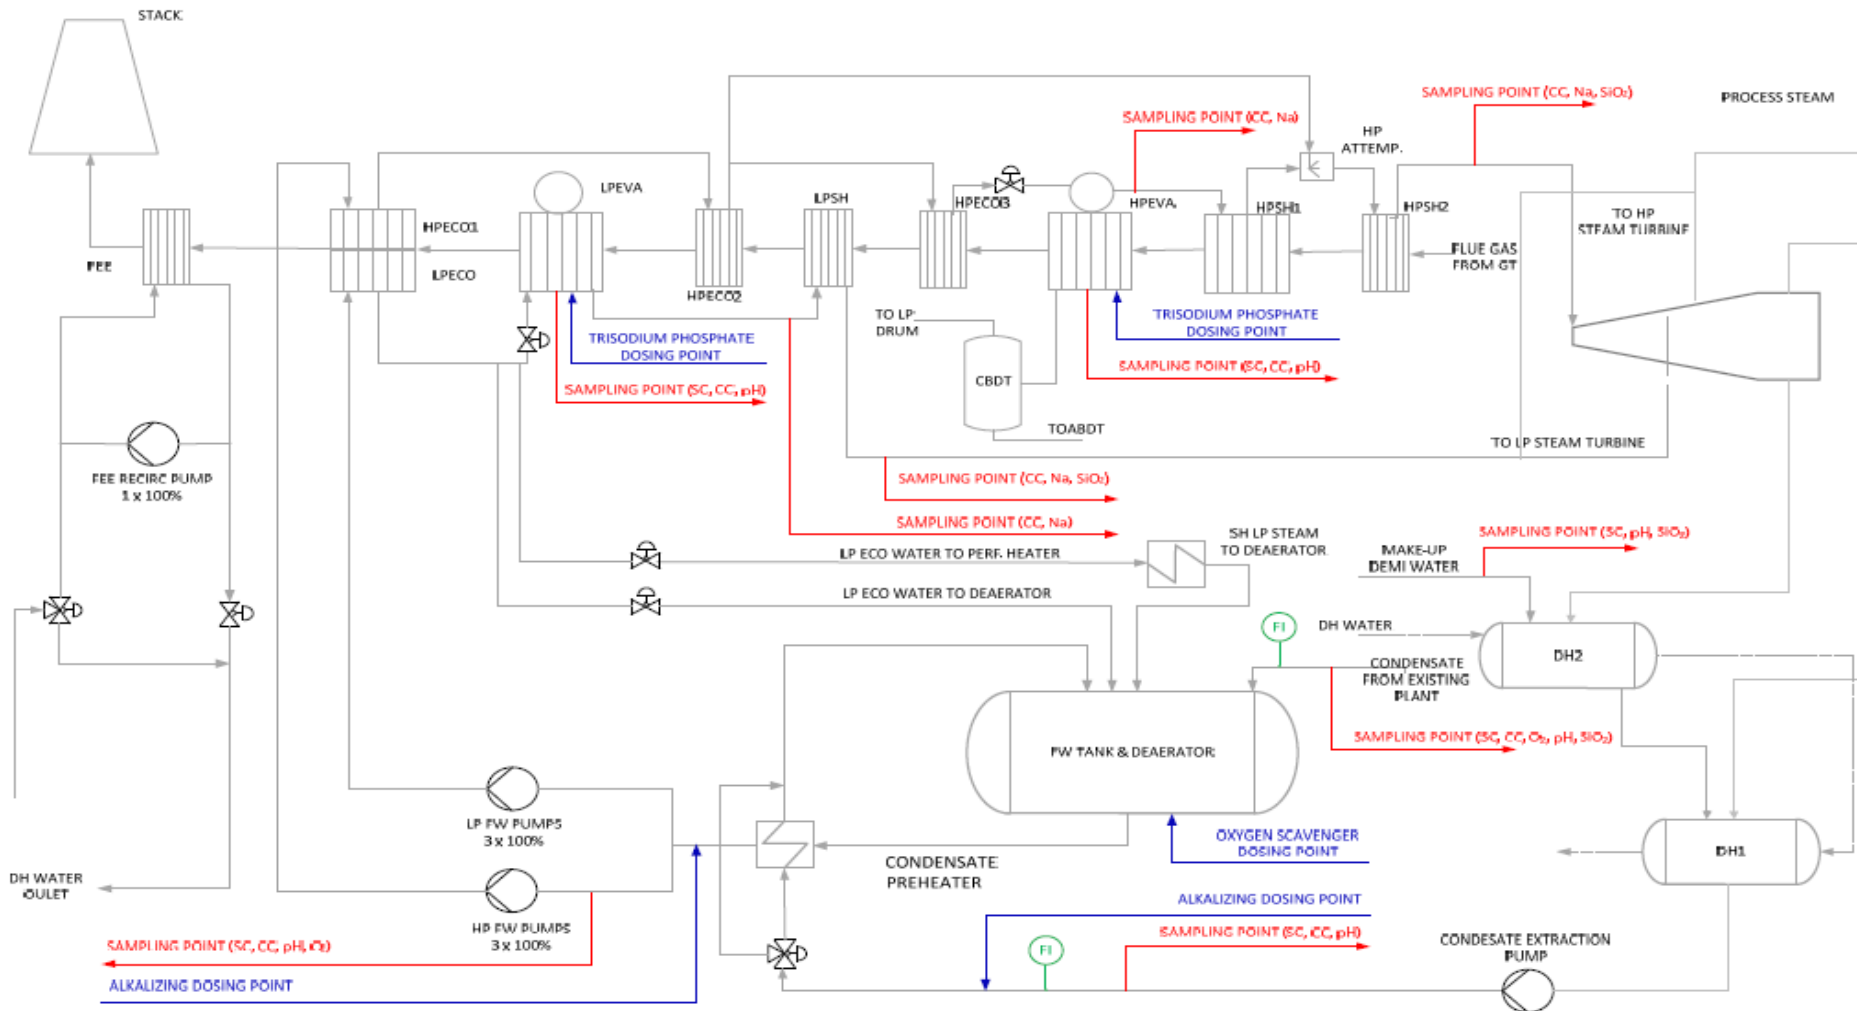 STACK
SAMPLING POINT (CC, Na, SiO₂)
PROCESS STEAM
SAMPLING POINT (CC, Na)
HP
ATTEMP.
LPEVA
LPSH
HPECO3
HPEVA.
HPSH1
HPSH2
TO HP
STEAM TURBINE
HPECO1
FLUE GAS
FROM GT
FEE
LPECO
HPECO2
TO LP
DRUM
TRISODIUM PHOSPHATE
DOSING POINT
TRISODIUM PHOSPHATE
DOSING POINT
SAMPLING POINT (SC, CC, pH)
CBDT
SAMPLING POINT (SC, CC, pH)
TOABDT
TO LP STEAM TURBINE
FEE RECIRC PUMP
1 x 100%
SAMPLING POINT (CC, Na, SiO₂)
SAMPLING POINT (CC, Na)
SH LP STEAM
TO DEAERATOR
SAMPLING POINT (SC, pH, SiO₂)
LP ECO WATER TO PERF. HEATER
MAKE-UP
DEMI WATER
LP ECO WATER TO DEAERATOR
FI
DH WATER
DH2
CONDENSATE
FROM EXISTING
PLANT
SAMPLING POINT (SC, CC, O₂, pH, SiO₂)
FW TANK & DEAERATOR
LP FW PUMPS
3 x 100%
OXYGEN SCAVENGER
DOSING POINT
DH1
CONDENSATE
PREHEATER
DH WATER
OULET
ALKALIZING DOSING POINT
HP FW PUMPS
3 x 100%
SAMPLING POINT (SC, CC, pH, O₂)
SAMPLING POINT (SC, CC, pH)
FI
CONDESATE EXTRACTION
PUMP
ALKALIZING DOSING POINT